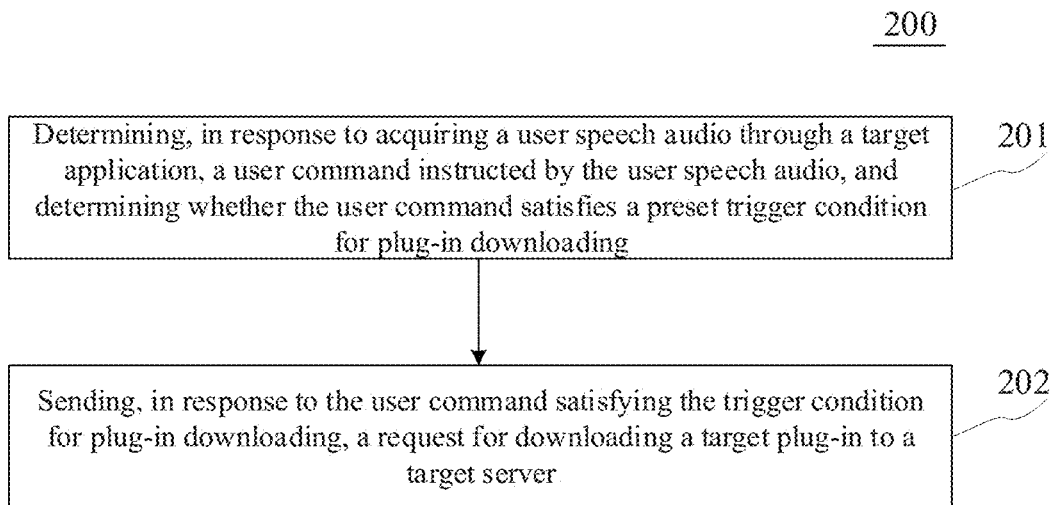 200
Determining, in response to acquiring a user speech audio through a target
application, a user command instructed by the user speech audio, and
determining whether the user command satisfies a preset trigger condition
for plug-in downloading
201
Sending, in response to the user command satisfying the trigger condition
for plug-in downloading, a request for downloading a target plug-in to a
target server
202